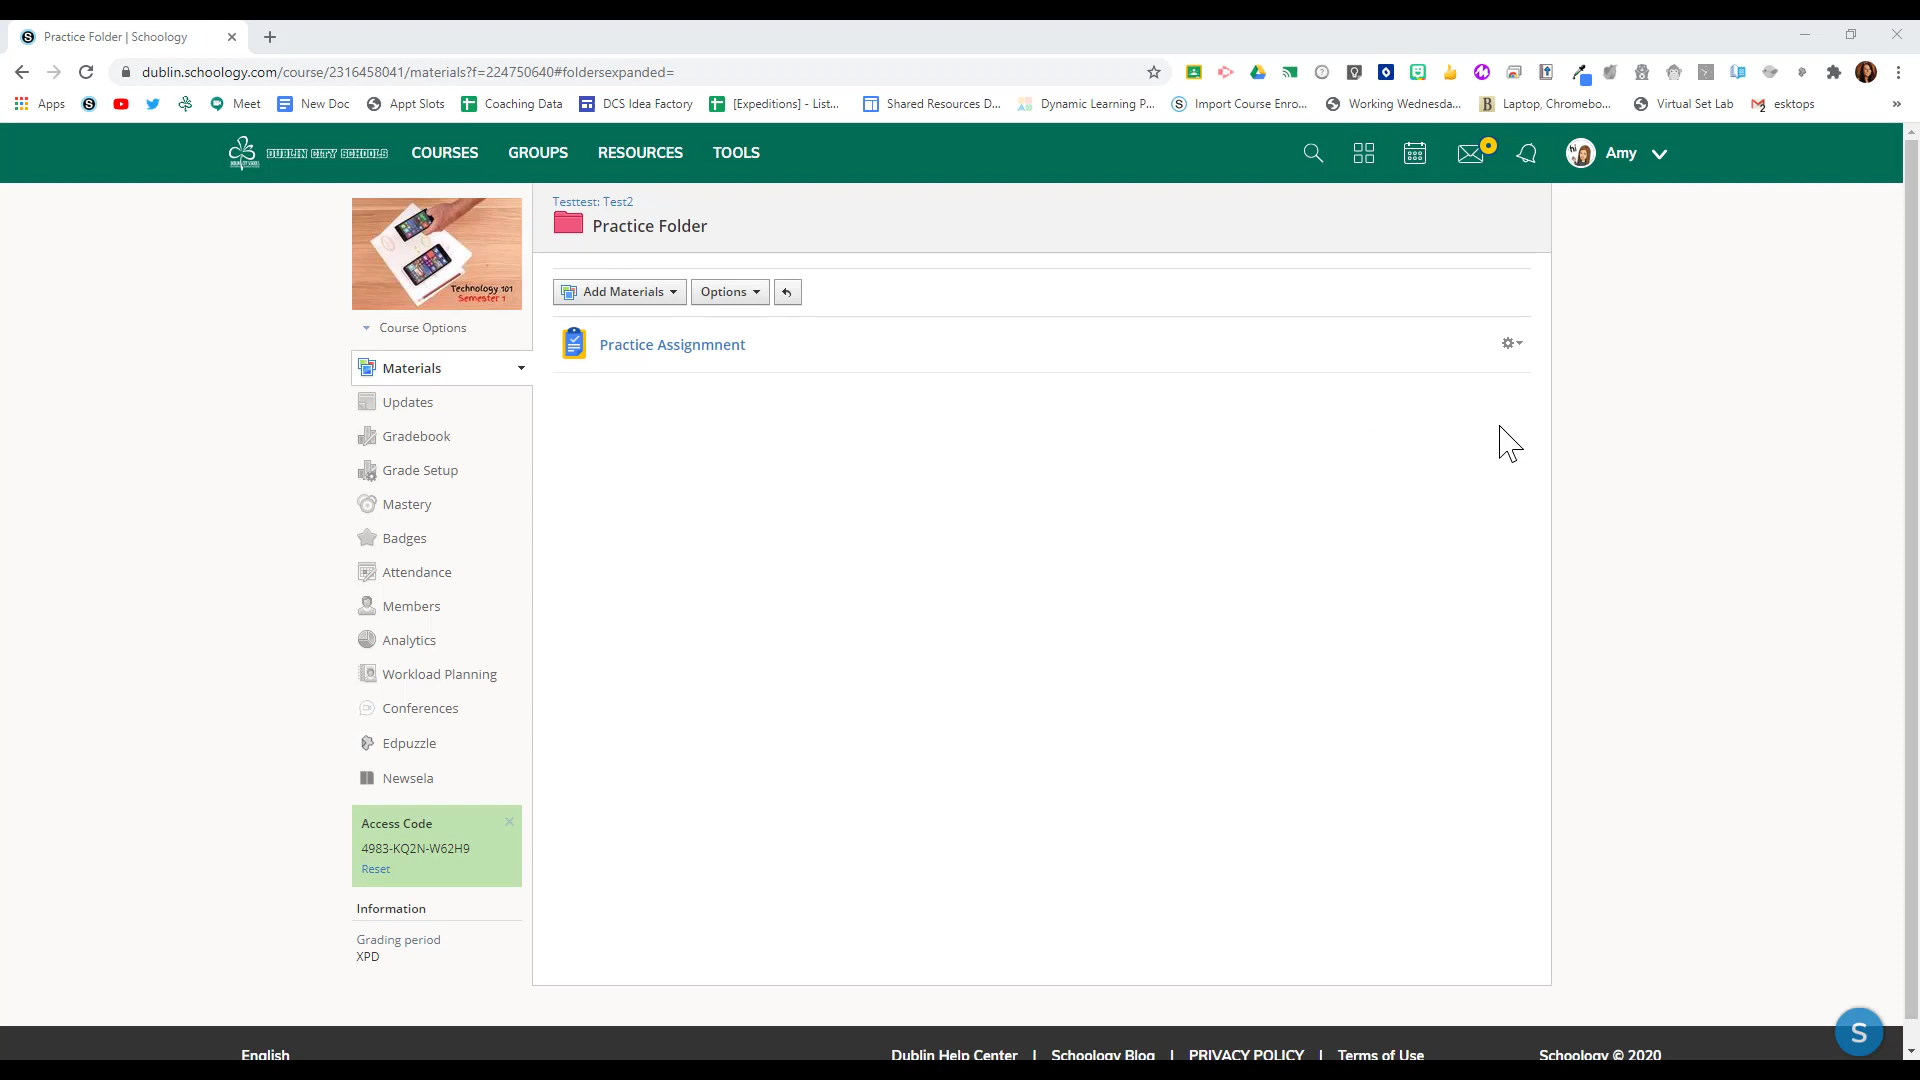 Practice Folder | Schoology
dublin.schoology.com/course/2316458041/materials?f=224750640#foldersexpanded=
Apps Meet New Doc Appt Slots Coaching Data DCS Idea Factory [Expeditions] - List... Shared Resources D... Dynamic Learning P... Import Course Enro... Working Wednesda... Laptop, Chromebo... Virtual Set Lab esktops
DUBLIN CITY SCHOOLS COURSES GROUPS RESOURCES TOOLS Amy
Testtest: Test2
Practice Folder
Technology 101
Semester 1
Add Materials Options
Course Options
Practice Assignmnent
Materials
Updates
Gradebook
Grade Setup
Mastery
Badges
Attendance
Members
Analytics
Workload Planning
Conferences
Edpuzzle
Newsela
Access Code
4983-KQ2N-W62H9
Reset
Information
Grading period
XPD
S
English Dublin Help Center | Schoology Blog | PRIVACY POLICY | Terms of Use Schoology © 2020